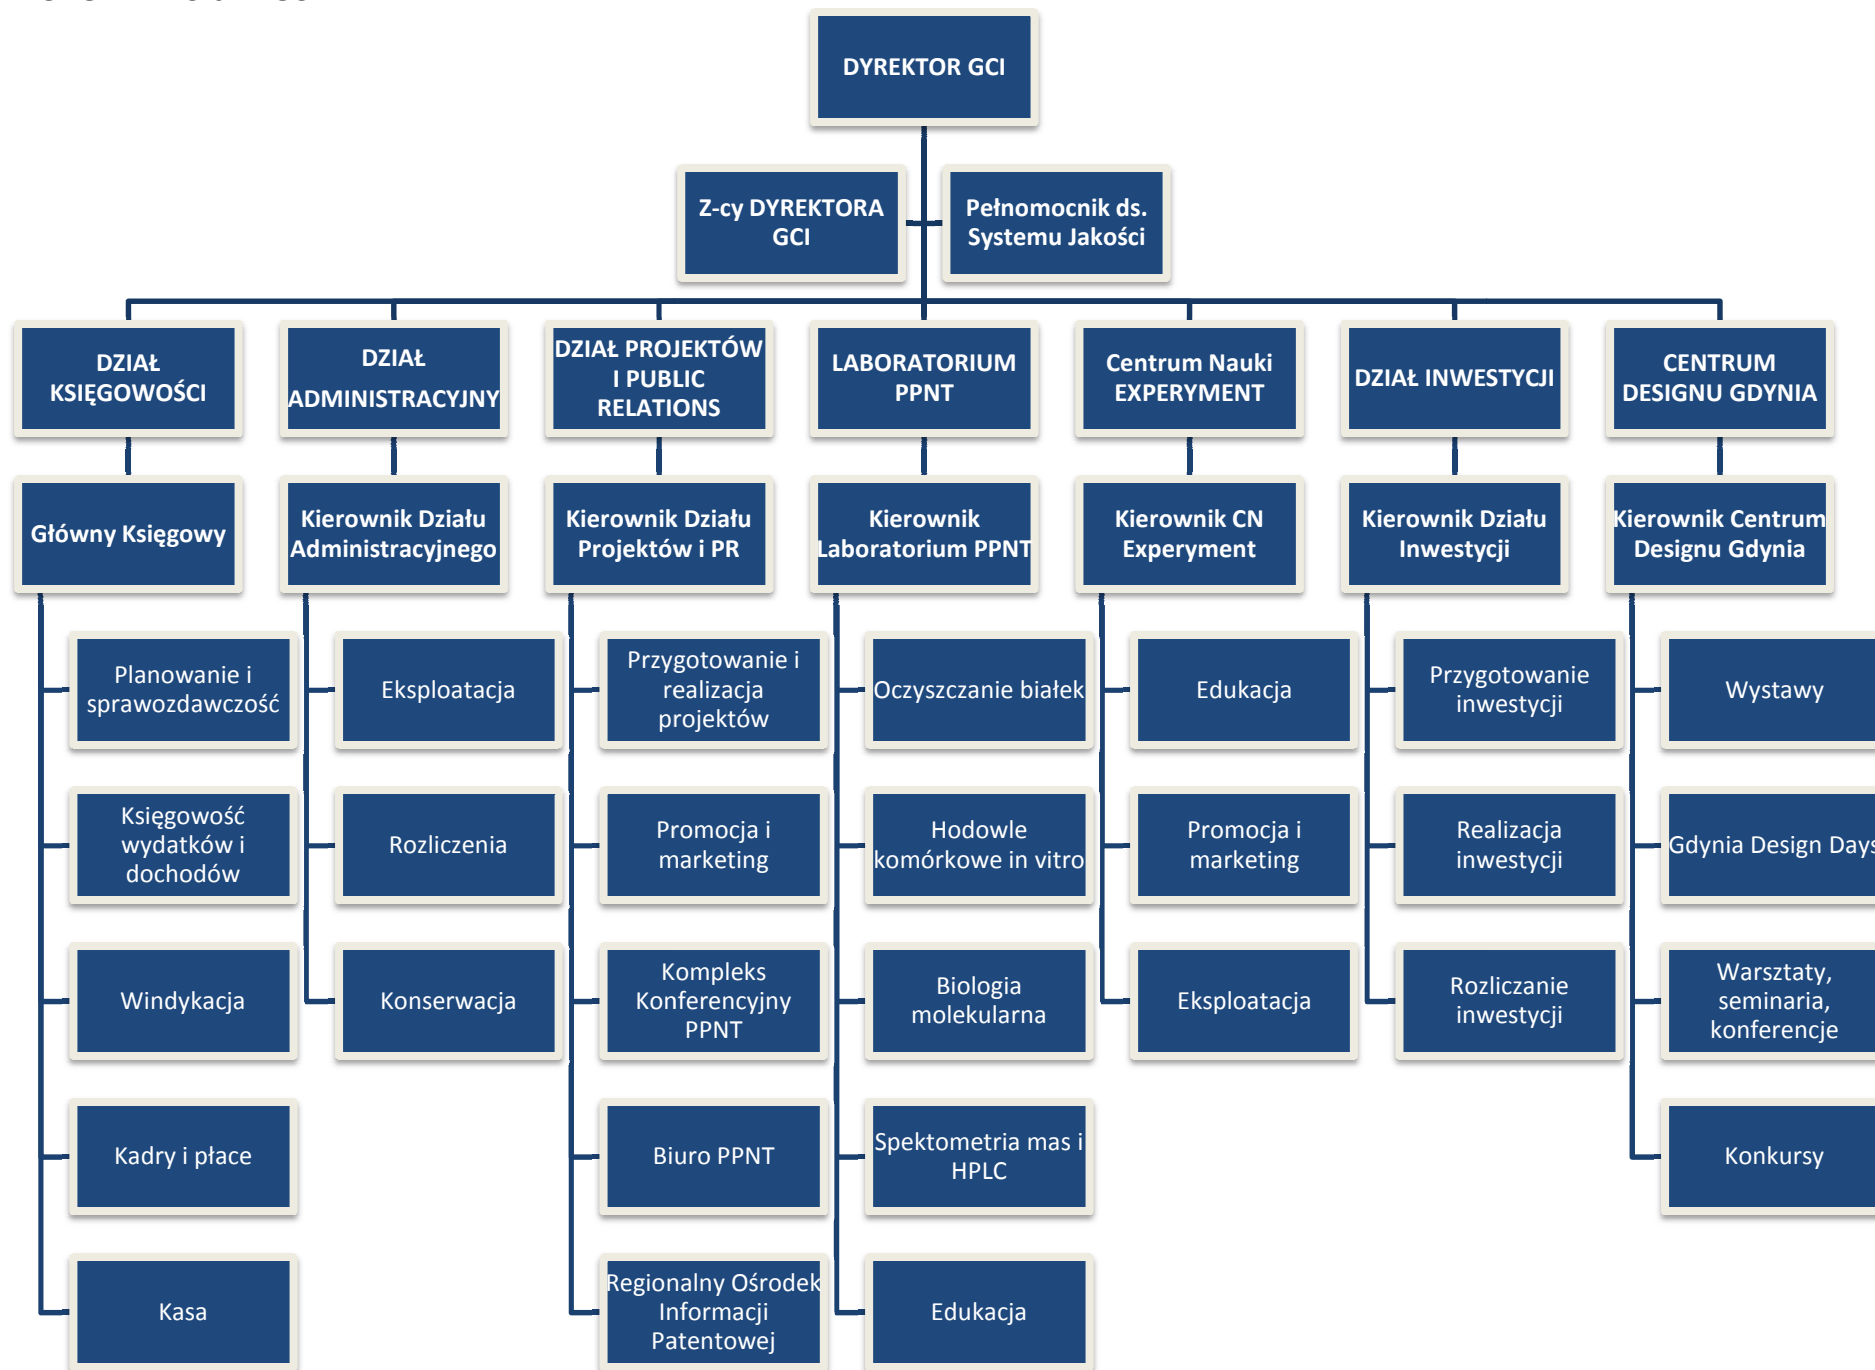 DYREKTOR GCI
Z-cy DYREKTORA
GCI
Pełnomocnik ds.
Systemu Jakości
DZIAŁ
KSIĘGOWOŚCI
DZIAŁ
ADMINISTRACYJNY
DZIAŁ PROJEKTÓW
I PUBLIC
RELATIONS
LABORATORIUM
PPNT
Centrum Nauki
EXPERYMENT
DZIAŁ INWESTYCJI
CENTRUM
DESIGNU GDYNIA
Główny Księgowy
Kierownik Działu
Administracyjnego
Kierownik Działu
Projektów i PR
Kierownik
Laboratorium PPNT
Kierownik CN
Experyment
Kierownik Działu
Inwestycji
Kierownik Centrum
Designu Gdynia
Planowanie i
sprawozdawczość
Eksploatacja
Przygotowanie i
realizacja
projektów
Oczyszczanie białek
Edukacja
Przygotowanie
inwestycji
Wystawy
Księgowość
wydatków i
dochodów
Rozliczenia
Promocja i
marketing
Hodowle
komórkowe in vitro
Promocja i
marketing
Realizacja
inwestycji
Gdynia Design Days
Windykacja
Konserwacja
Kompleks
Konferencyjny
PPNT
Biologia
molekularna
Eksploatacja
Rozliczanie
inwestycji
Warsztaty,
seminaria,
konferencje
Kadry i płace
Biuro PPNT
Spektometria mas i
HPLC
Konkursy
Kasa
Regionalny Ośrodek
Informacji
Patentowej
Edukacja